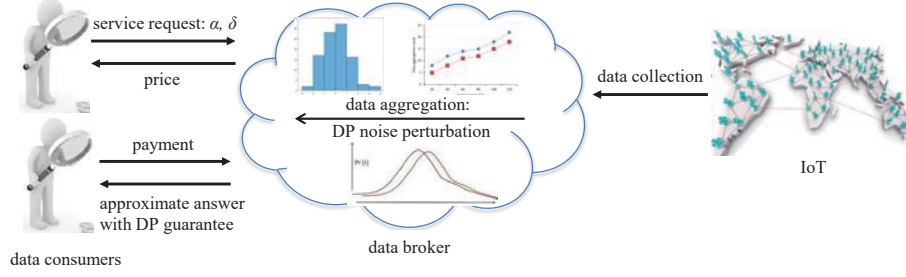 service request: α, δ
price
payment
approximate answer
with DP guarantee
data consumers
data aggregation:
DP noise perturbation
Pr [t]
data broker
data collection
IoT